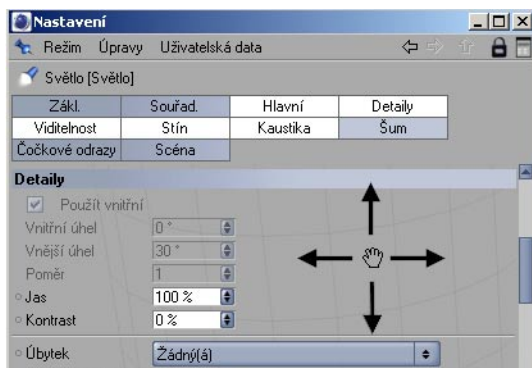 Nastavení
Režim Úpravy Uživatelská data
Světlo [Světlo]
Zákl. Souřad. Hlavní Detaily
Viditelnost Stín Kaustika Šum
Čočkové odrazy Scéna
Detaily
Použít vnitřní
Vnitřní úhel 0 °
Vnější úhel 30 °
Poměr 1
Jas 100 %
Kontrast 0 %
Úbytek Žádný(á)